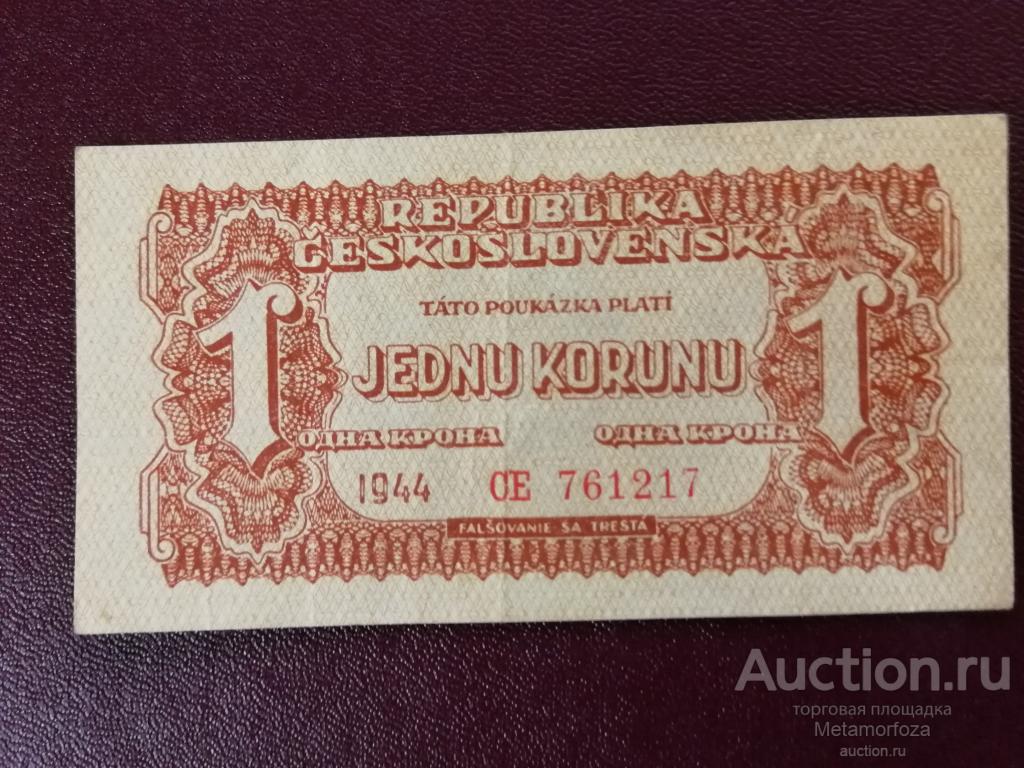 REPUBLIKA
ČESKOSLOVENSKÁ
TÁTO POUKÁZKA PLATÍ
1 JEDNU KORUNU 1
ОДНА КРОНА ОДНА КРОНА
1944 CE 761217
FALŠOVANIE SA TRESTÁ
Auction.ru
торговая площадка
Metamorfoza
auction.ru